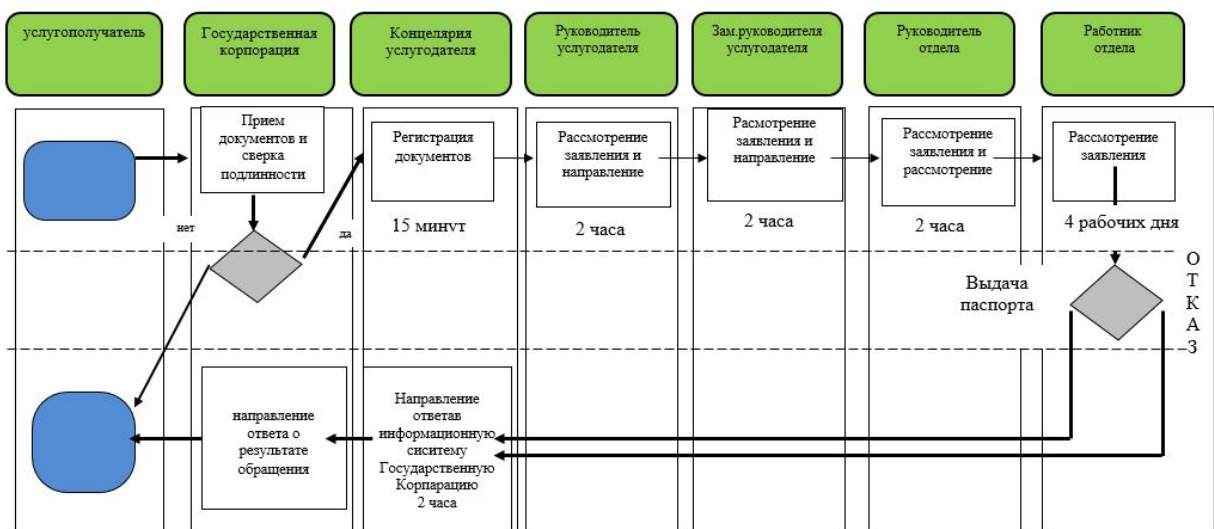 услугополучатель
Государственная
корпорация
Концелярия
услугодателя
Руководитель
услугодателя
Зам.руководителя
услугодателя
Руководитель
отдела
Работник
отдела
Прием
документов и
сверка
подлинности
Регистрация
документов
Рассмотрение
заявления и
направление
Расмотрение
заявления и
направление
Рассмотрение
заявления и
рассмотрение
Рассмотрение
заявления
нет
да
15 минут
2 часа
2 часа
2 часа
4 рабочих дня
Выдача
паспорта
О
Т
К
А
З
направление
ответа о
результате
обращения
Направление
ответав
информационную
сиситему
Государственную
Корпарацию
2 часа